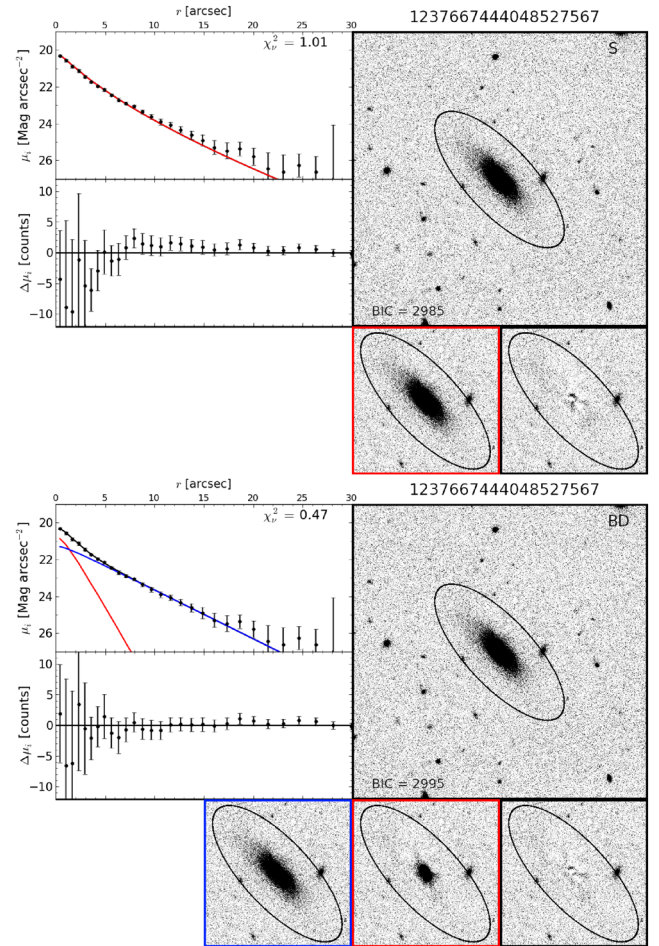 r [arcsec]
0 5 10 15 20 25 30
1237667444048527567
χ²ᵥ = 1.01
S
20
22
24
26
μᵢ [Mag arcsec⁻²]
10
5
0
−5
−10
Δμᵢ [counts]
BIC = 2985
r [arcsec]
0 5 10 15 20 25 30
1237667444048527567
χ²ᵥ = 0.47
BD
20
22
24
26
μᵢ [Mag arcsec⁻²]
10
5
0
−5
−10
Δμᵢ [counts]
BIC = 2995